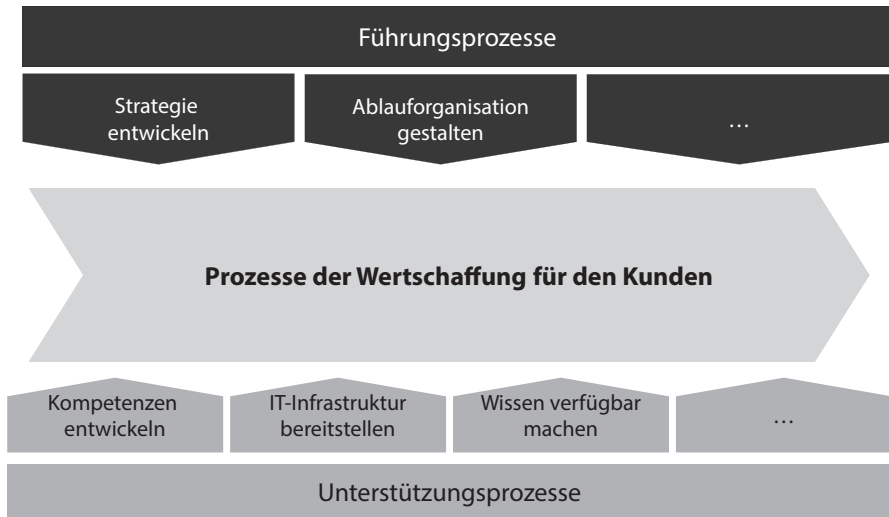 Führungsprozesse
Strategie
entwickeln
Ablauforganisation
gestalten
...
Prozesse der Wertschaffung für den Kunden
Kompetenzen
entwickeln
IT-Infrastruktur
bereitstellen
Wissen verfügbar
machen
...
Unterstützungsprozesse